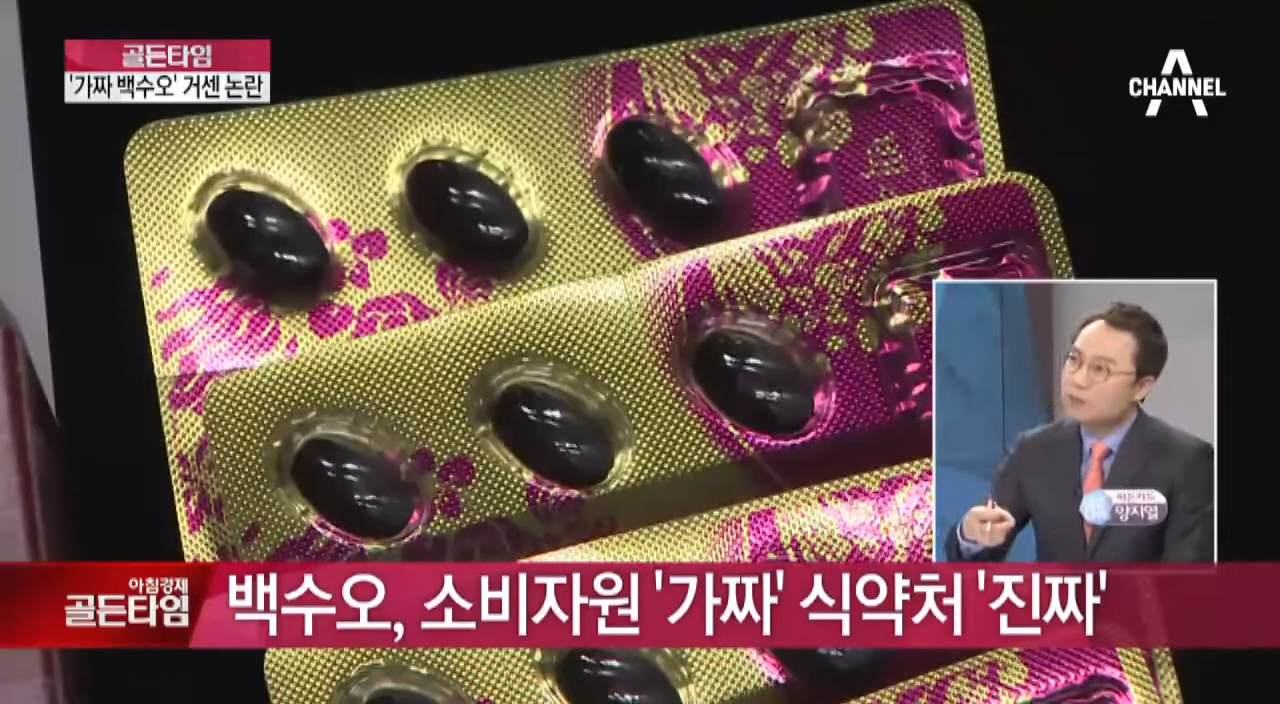 골든타임
'가짜 백수오' 거센 논란
CHANNEL A
양지열
아침경제
골든타임
백수오, 소비자원 '가짜' 식약처 '진짜'